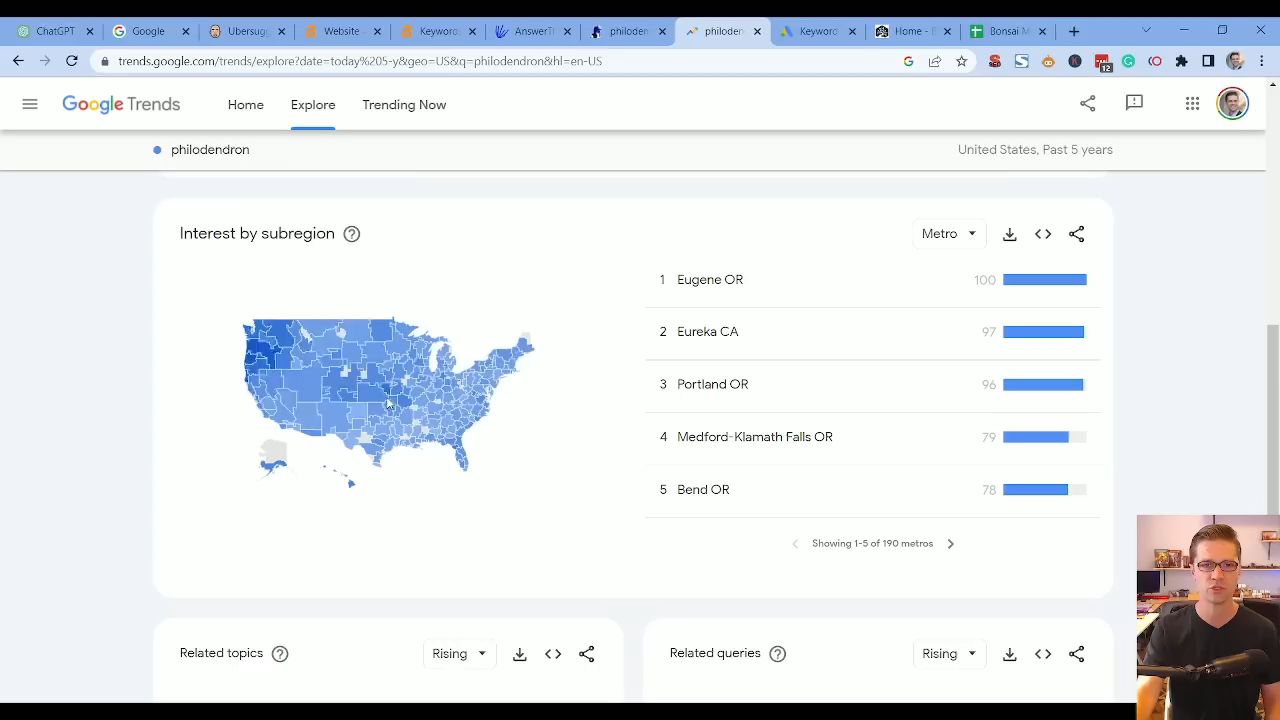 ChatGPT
Google
Ubersugg
Website -
Keyword:
AnswerTh
philoden
philoden
Keyword
Home - D
Bonsai M
trends.google.com/trends/explore?date=today%205-y&geo=US&q=philodendron&hl=en-US
12
Google Trends
Home
Explore
Trending Now
philodendron
United States, Past 5 years
Interest by subregion
Metro
1 Eugene OR 100
2 Eureka CA 97
3 Portland OR 96
4 Medford-Klamath Falls OR 79
5 Bend OR 78
Showing 1-5 of 190 metros
Related topics
Rising
Related queries
Rising